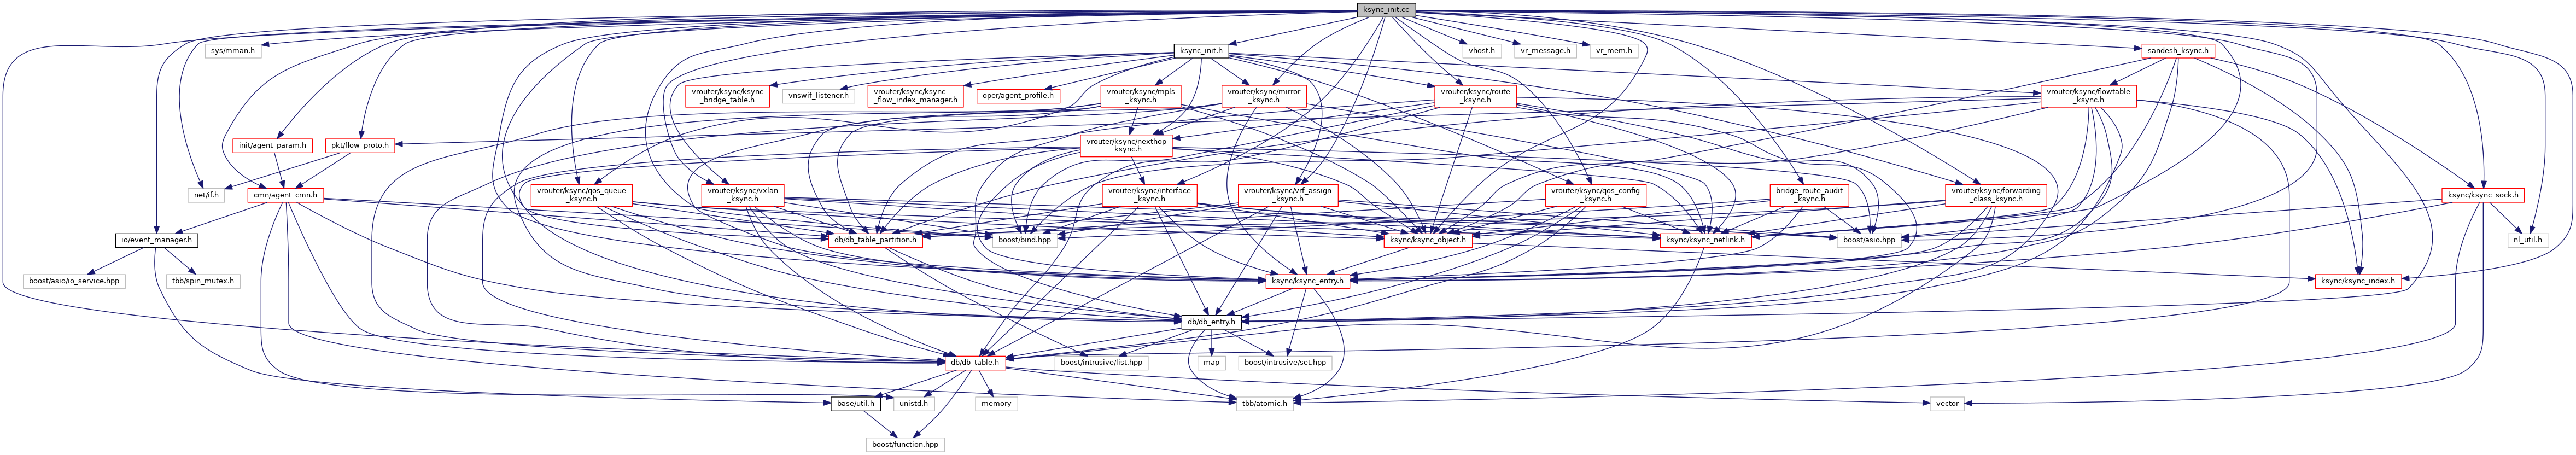 ksync_init.cc
sys/mman.h
ksync_init.h
vhost.h
vr_message.h
vr_mem.h
sandesh_ksync.h
vrouter/ksync/ksync
_bridge_table.h
vnswif_listener.h
vrouter/ksync/ksync
_flow_index_manager.h
oper/agent_profile.h
vrouter/ksync/mpls
_ksync.h
vrouter/ksync/mirror
_ksync.h
vrouter/ksync/route
_ksync.h
vrouter/ksync/flowtable
_ksync.h
init/agent_param.h
pkt/flow_proto.h
vrouter/ksync/nexthop
_ksync.h
net/if.h
cmn/agent_cmn.h
vrouter/ksync/qos_queue
_ksync.h
vrouter/ksync/vxlan
_ksync.h
vrouter/ksync/interface
_ksync.h
vrouter/ksync/vrf_assign
_ksync.h
vrouter/ksync/qos_config
_ksync.h
bridge_route_audit
_ksync.h
vrouter/ksync/forwarding
_class_ksync.h
ksync/ksync_sock.h
io/event_manager.h
db/db_table_partition.h
boost/bind.hpp
ksync/ksync_object.h
ksync/ksync_netlink.h
boost/asio.hpp
nl_util.h
boost/asio/io_service.hpp
tbb/spin_mutex.h
ksync/ksync_entry.h
ksync/ksync_index.h
db/db_entry.h
db/db_table.h
boost/intrusive/list.hpp
map
boost/intrusive/set.hpp
base/util.h
unistd.h
memory
tbb/atomic.h
vector
boost/function.hpp